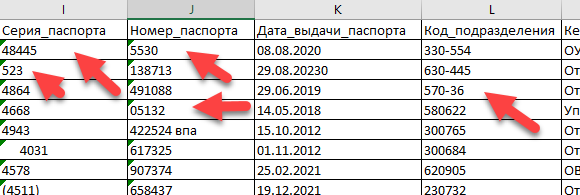 I J K L
Серия_паспорта Номер_паспорта Дата_выдачи_паспорта Код_подразделения Ке
48445 5530 08.08.2020 330-554 ОУ
523 138713 29.08.20230 630-445 От
4864 491088 29.06.2019 570-36 От
4668 05132 14.05.2018 580622 Уп
4943 422524 впа 15.10.2012 300765 От
4031 617325 01.11.2012 300684 От
4578 907374 25.02.2021 620905 ОВ
(4511) 658437 19.12.2021 230732 От